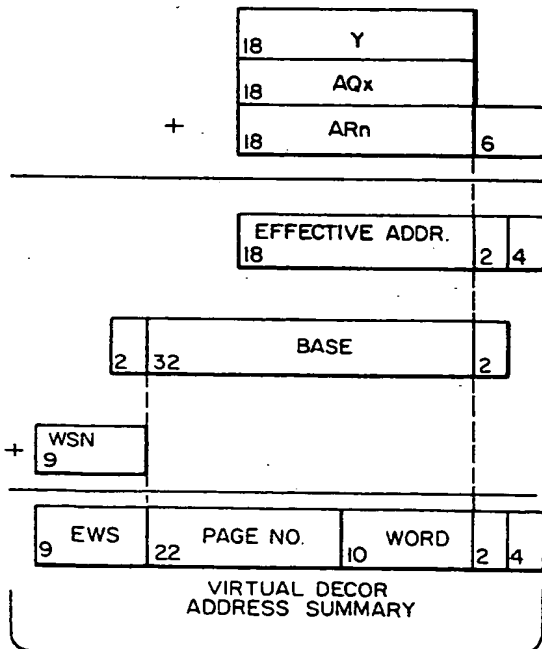 18 Y
18 AQx
+ 18 ARn 6
EFFECTIVE ADDR.
18 2 4
2 32 BASE 2
WSN
+ 9
9 EWS 22 PAGE NO. 10 WORD 2 4
VIRTUAL DECOR
ADDRESS SUMMARY